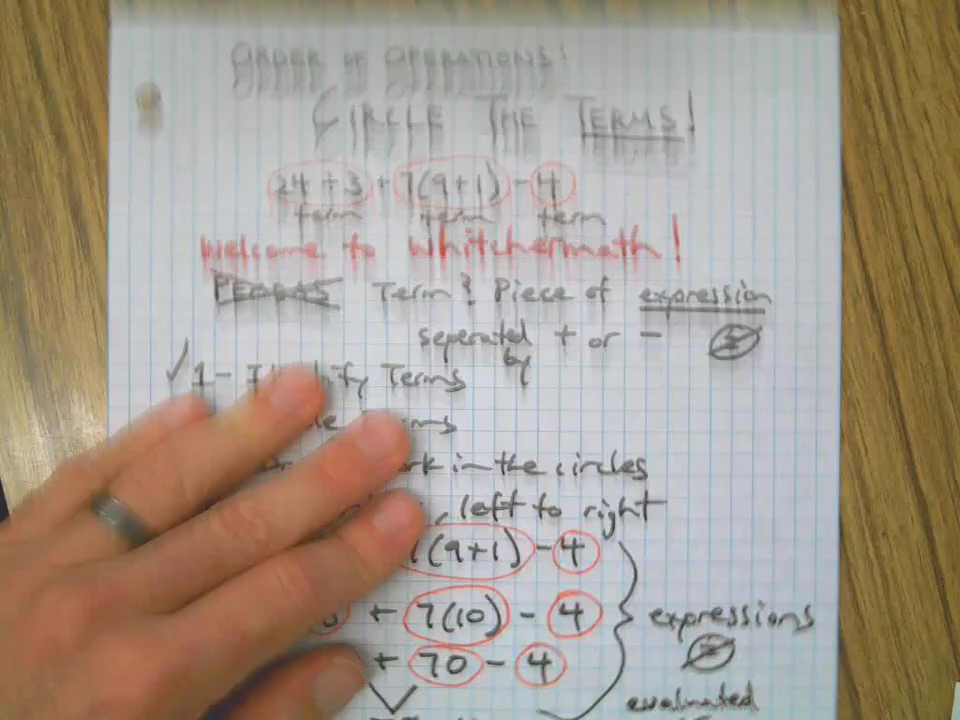 ORDER OF OPERATIONS!
CIRCLE THE TERMS!
24 ÷ 3 + 7(9+1) - 4
term term term
Welcome to Whitchermath!
PEMDAS Term? Piece of expression
seperated by + or - =
✓ 1 - Terms
in the circles
, left to right
(9+1) - 4
+ 7(10) - 4
+ 70 - 4
expressions
=
evaluated